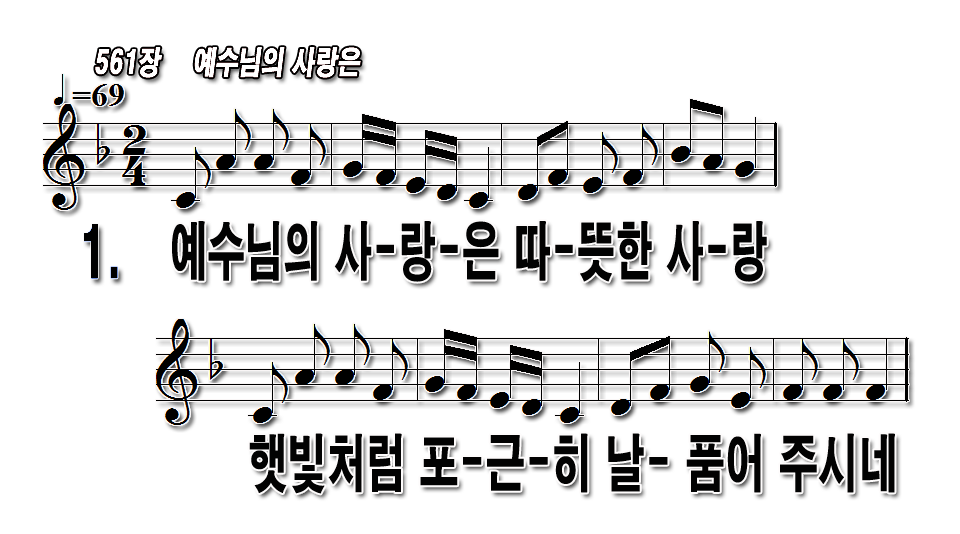 561장 예수님의 사랑은
♩=69
2
4
1. 예수님의 사-랑-은 따-뜻한 사-랑
햇빛처럼 포-근-히 날- 품어 주시네